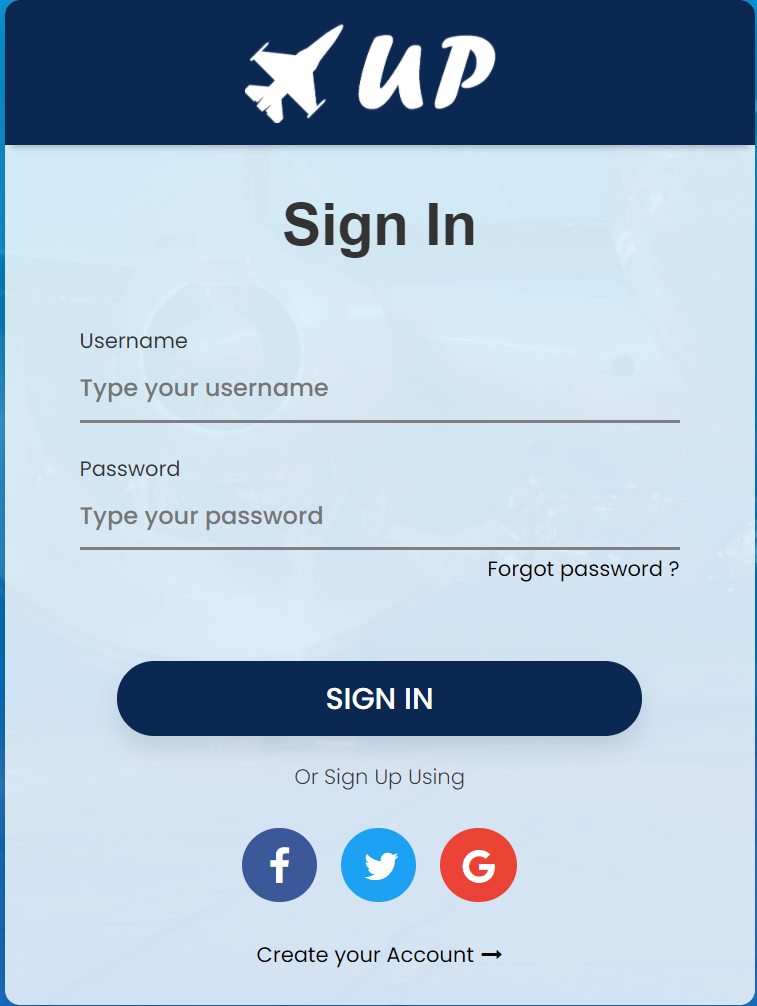 UP
Sign In
Username
Type your username
Password
Type your password
Forgot password ?
SIGN IN
Or Sign Up Using
f
G
Create your Account →